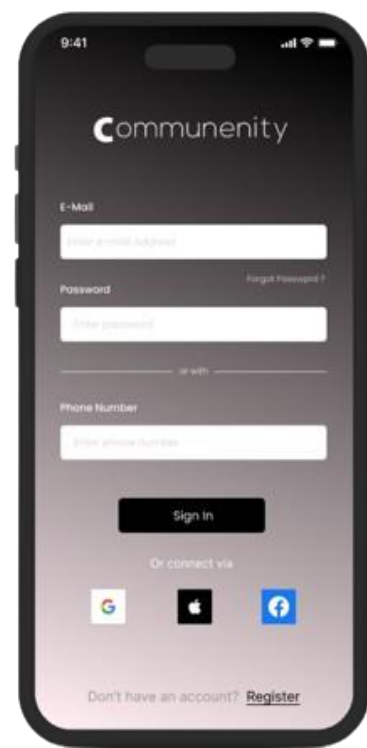 9:41
Communenity
E-Mail
Enter e-mail Address
Forgot Password ?
Password
Enter password
or with
Phone Number
Enter phone number
Sign In
Or connect via
G
Don't have an account? Register